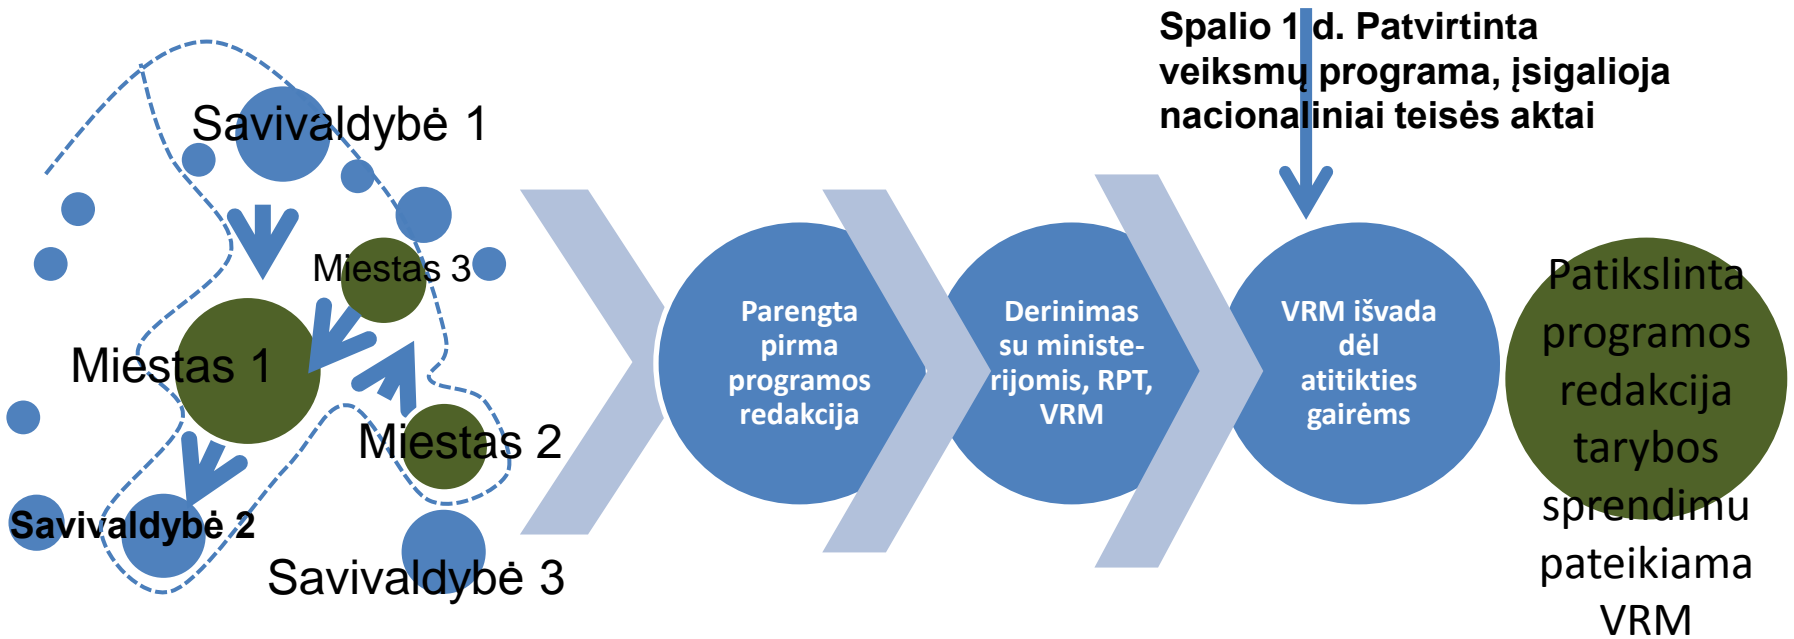 Spalio 1 d. Patvirtinta
veiksmų programa, įsigalioja
nacionaliniai teisės aktai
Savivaldybė 1
Miestas 3
Miestas 1
Miestas 2
Savivaldybė 2
Savivaldybė 3
Parengta
pirma
programos
redakcija
Derinimas
su ministe-
rijomis, RPT,
VRM
VRM išvada
dėl
atitikties
gairėms
Patikslinta
programos
redakcija
tarybos
sprendimu
pateikiama
VRM